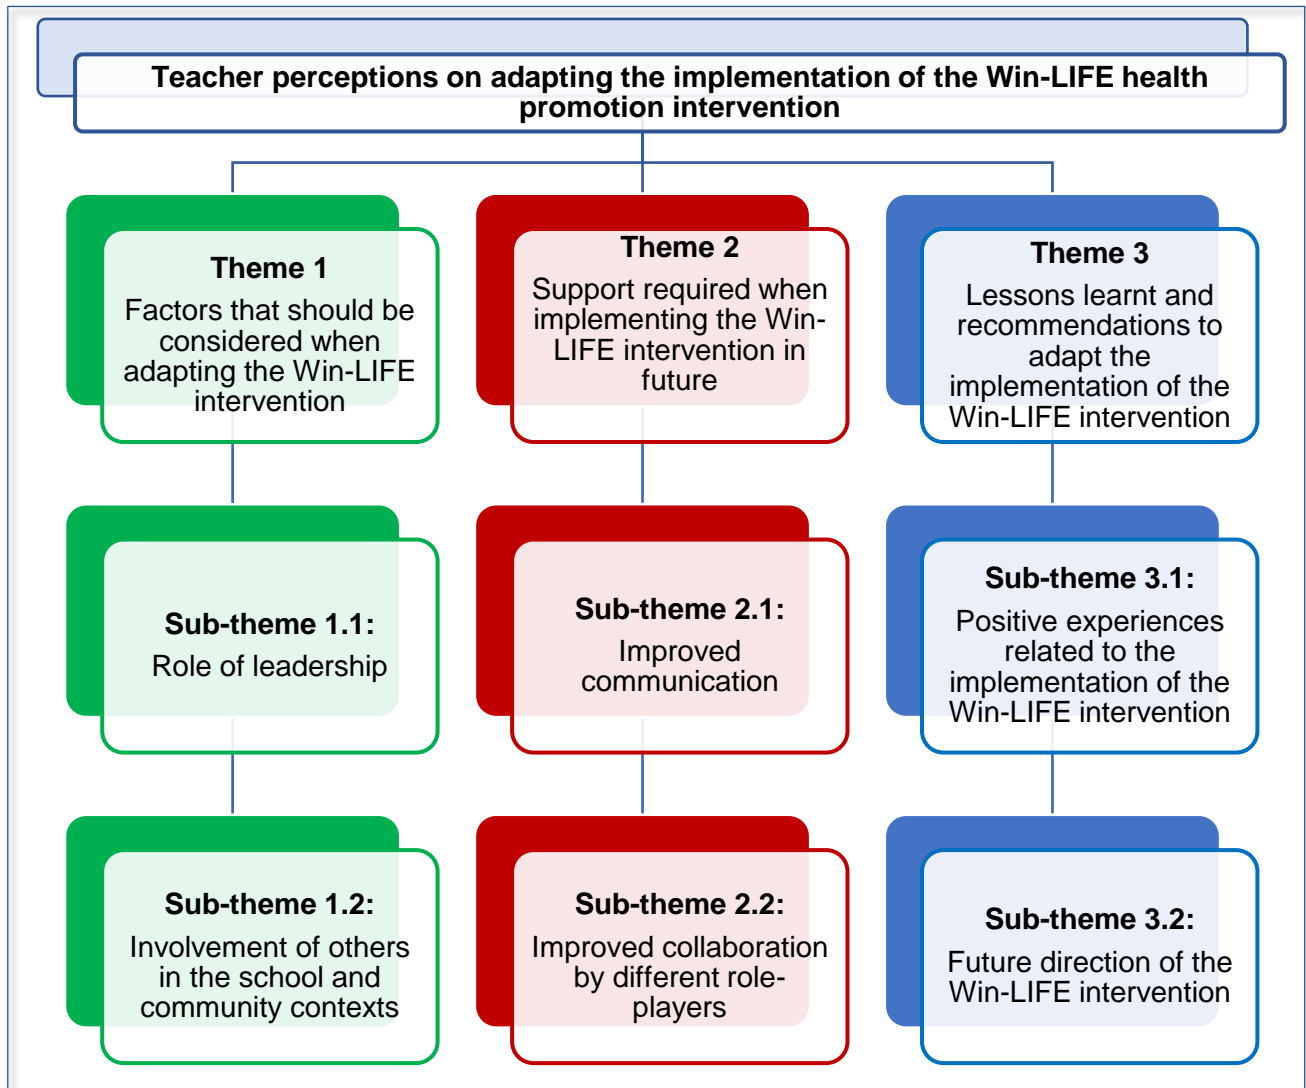 Teacher perceptions on adapting the implementation of the Win-LIFE health
promotion intervention
Theme 1
Factors that should be
considered when
adapting the Win-LIFE
intervention
Theme 2
Support required when
implementing the Win-
LIFE intervention in
future
Theme 3
Lessons learnt and
recommendations to
adapt the
implementation of the
Win-LIFE intervention
Sub-theme 1.1:
Role of leadership
Sub-theme 2.1:
Improved
communication
Sub-theme 3.1:
Positive experiences
related to the
implementation of the
Win-LIFE intervention
Sub-theme 1.2:
Involvement of others
in the school and
community contexts
Sub-theme 2.2:
Improved collaboration
by different role-
players
Sub-theme 3.2:
Future direction of the
Win-LIFE intervention